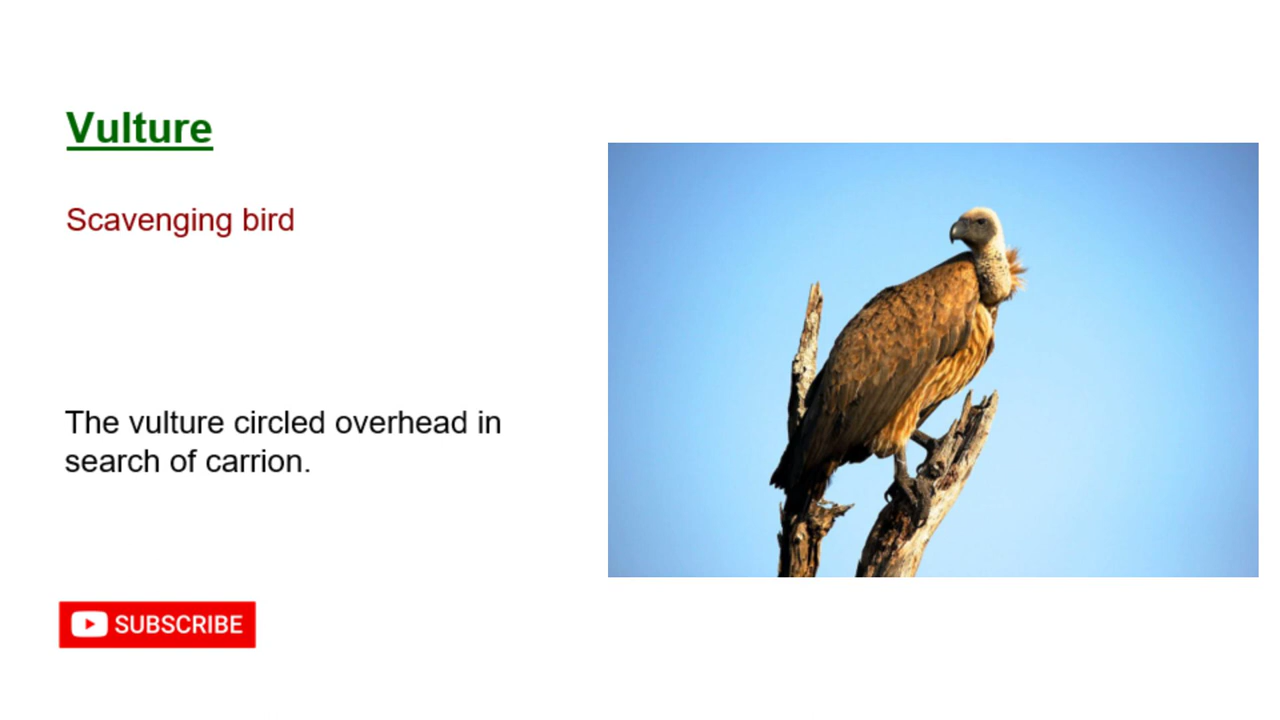 Vulture
Scavenging bird
The vulture circled overhead in
search of carrion.
SUBSCRIBE